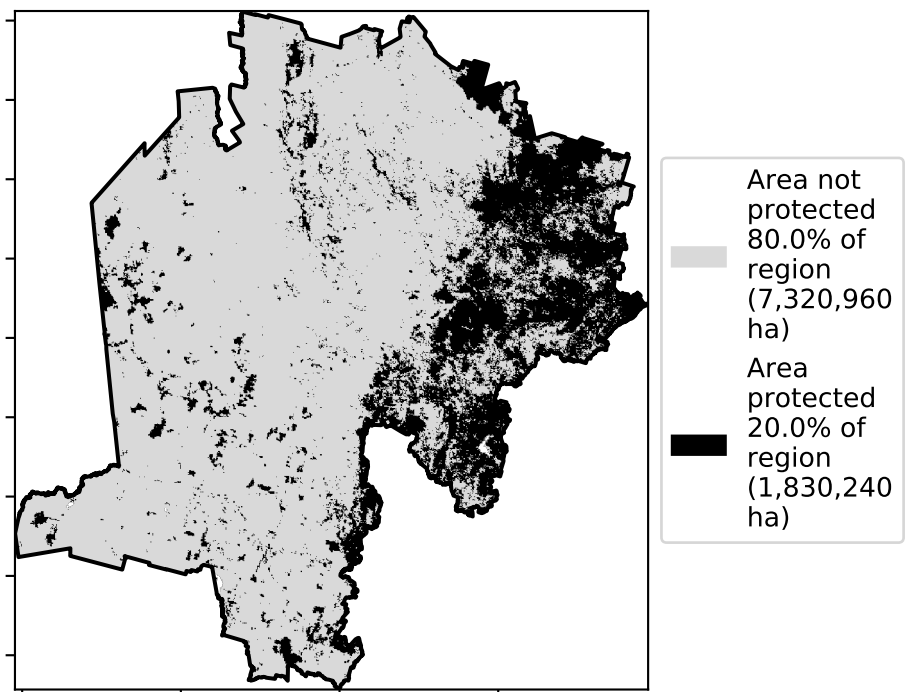 Area not
protected
80.0% of
region
(7,320,960
ha)
Area
protected
20.0% of
region
(1,830,240
ha)